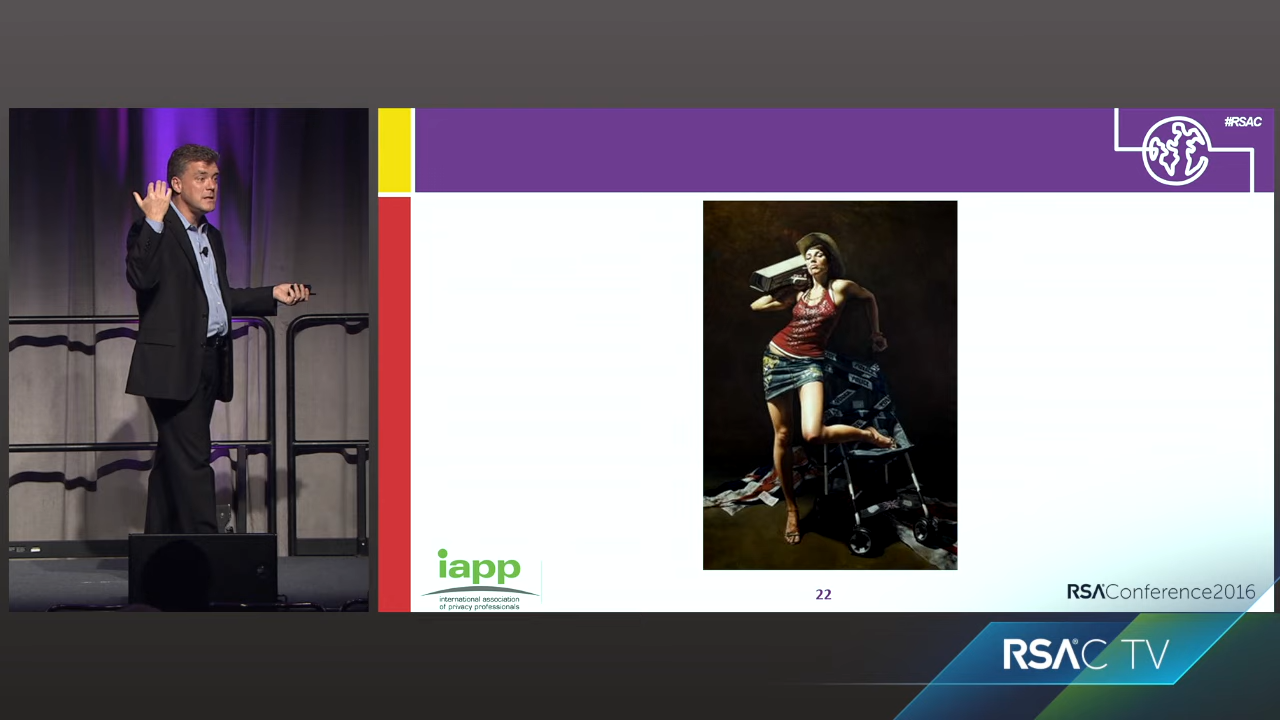 #RSAC
iapp
international association
of privacy professionals
22
RSAConference2016
RSAC TV